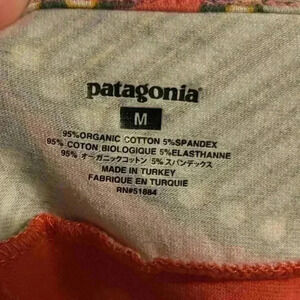 patagonia
M
95%ORGANIC COTTON 5%SPANDEX
95% COTON BIOLOGIQUE 5%ELASTHANNE
95% オーガニックコットン 5% スパンデックス
MADE IN TURKEY
FABRIQUE EN TURQUIE
RN#51884